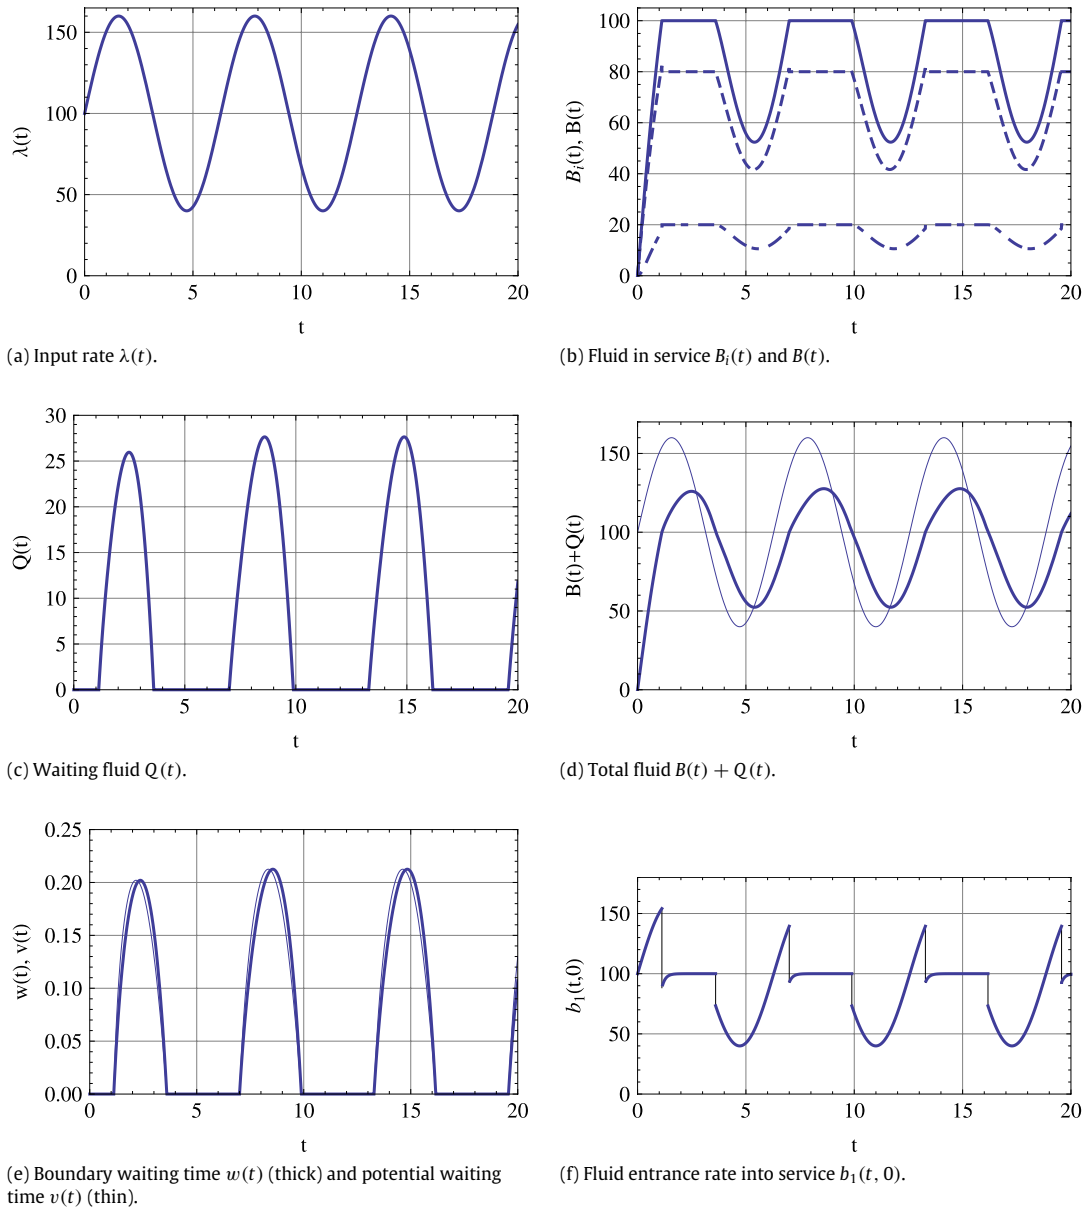 150
100
50
0
λ(t)
0 5 10 15 20
t
(a) Input rate λ(t).
100
80
60
40
20
0
B_i(t), B(t)
0 5 10 15 20
t
(b) Fluid in service B_i(t) and B(t).
30
25
20
15
10
5
0
Q(t)
0 5 10 15 20
t
(c) Waiting fluid Q(t).
150
100
50
0
B(t)+Q(t)
0 5 10 15 20
t
(d) Total fluid B(t) + Q(t).
0.25
0.20
0.15
0.10
0.05
0.00
w(t), v(t)
0 5 10 15 20
t
(e) Boundary waiting time w(t) (thick) and potential waiting
time v(t) (thin).
150
100
50
0
b_1(t,0)
0 5 10 15 20
t
(f) Fluid entrance rate into service b_1(t, 0).